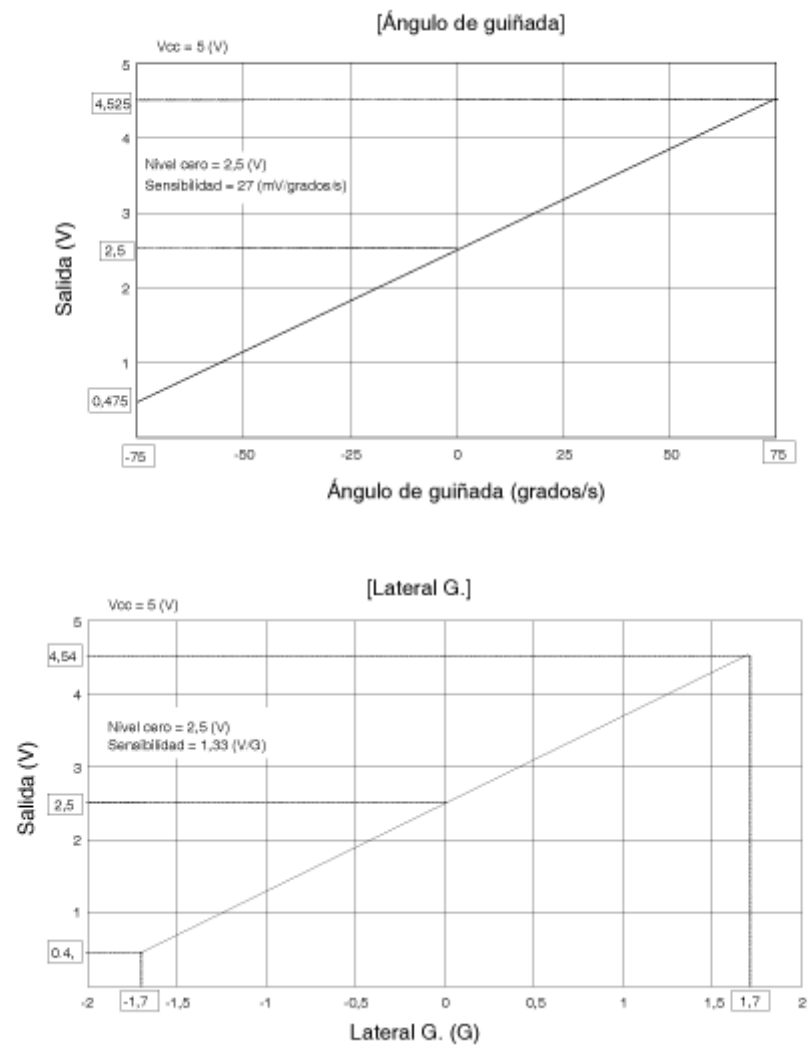 [Ángulo de guiñada]
Vcc = 5 (V)
5
4,525
4
Nivel cero = 2,5 (V)
Sensibilidad = 27 (mV/grados/s)
3
2,5
2
1
0,475
Salida (V)
-75 -50 -25 0 25 50 75
Ángulo de guiñada (grados/s)
[Lateral G.]
Vcc = 5 (V)
5
4,54
4
Nivel cero = 2,5 (V)
Sensibilidad = 1,33 (V/G)
3
2,5
2
1
0.4,
Salida (V)
-2 -1,7 -1,5 -1 -0,5 0 0,5 1 1,5 1,7 2
Lateral G. (G)